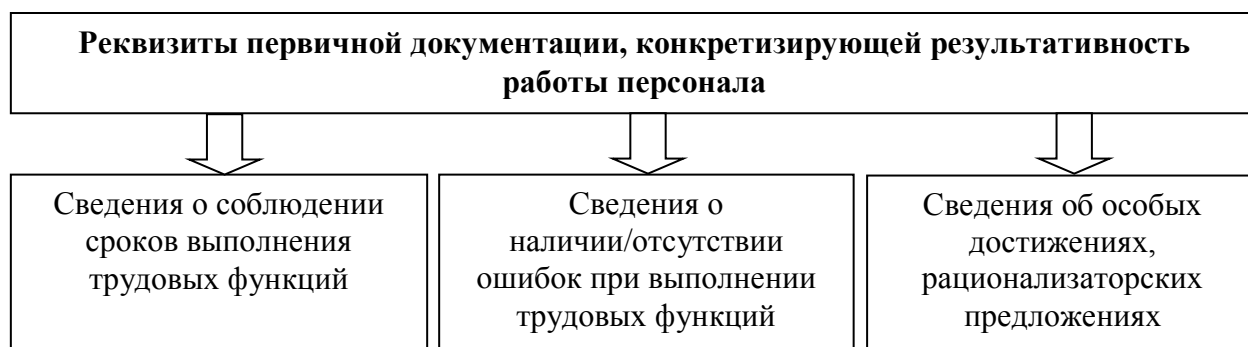 Реквизиты первичной документации, конкретизирующей результативность
работы персонала
Сведения о соблюдении
сроков выполнения
трудовых функций
Сведения о
наличии/отсутствии
ошибок при выполнении
трудовых функций
Сведения об особых
достижениях,
рационализаторских
предложениях